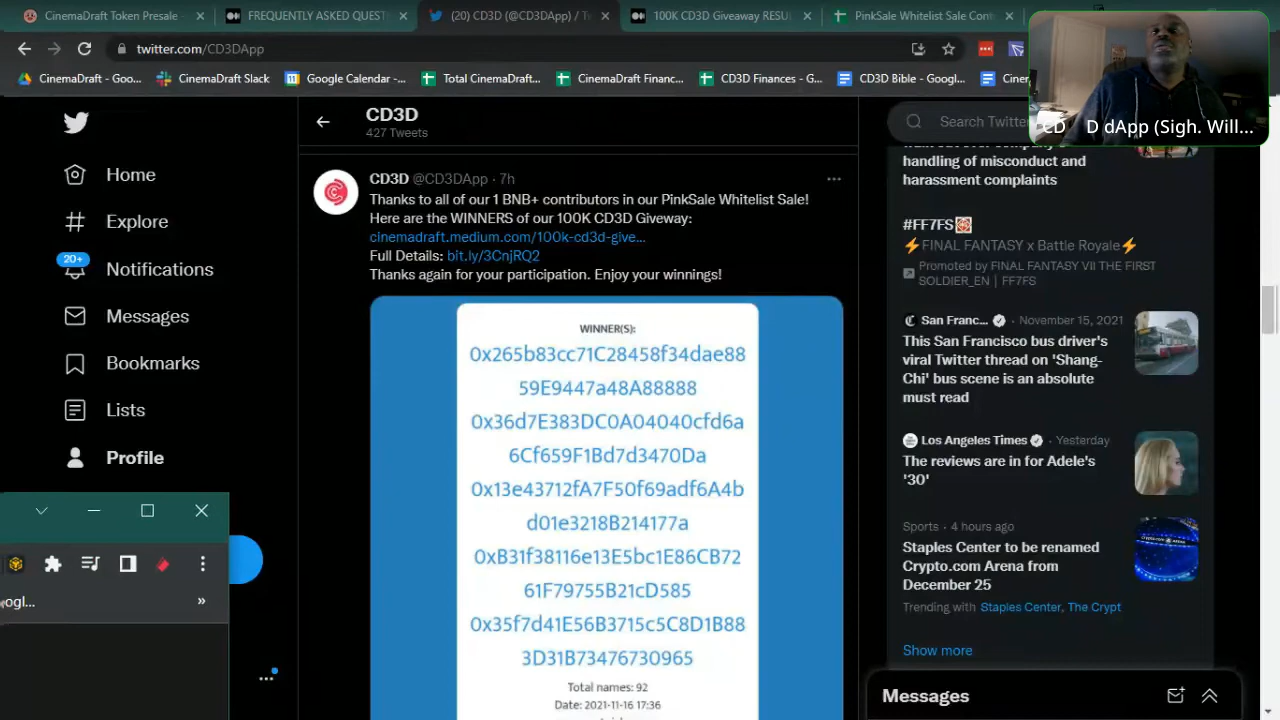 CinemaDraft Token Presale
FREQUENTLY ASKED QUEST
(20) CD3D (@CD3DApp) / T
100K CD3D Giveaway RESU
PinkSale Whitelist Sale Con
twitter.com/CD3DApp
CinemaDraft - Goo...
CinemaDraft Slack
Google Calendar -...
Total CinemaDraft...
CinemaDraft Financ...
CD3D Finances - G...
CD3D Bible - Googl...
CD
D dApp (Sigh. Will...
CD3D
427 Tweets
Search Twitter
Home
Explore
20+
Notifications
Messages
Bookmarks
Lists
Profile
ogl...
»
CD3D @CD3DApp · 7h
Thanks to all of our 1 BNB+ contributors in our PinkSale Whitelist Sale!
Here are the WINNERS of our 100K CD3D Giveway:
cinemadraft.medium.com/100k-cd3d-give...
Full Details: bit.ly/3CnjRQ2
Thanks again for your participation. Enjoy your winnings!
WINNER(S):
0x265b83cc71C28458f34dae88
59E9447a48A88888
0x36d7E383DC0A04040cfd6a
6Cf659F1Bd7d3470Da
0x13e43712fA7F50f69adf6A4b
d01e3218B214177a
0xB31f38116e13E5bc1E86CB72
61F79755B21cD585
0x35f7d41E56B3715c5C8D1B88
3D31B73476730965
Total names: 92
Date: 2021-11-16 17:36
handling of misconduct and
harassment complaints
#FF7FS
⚡FINAL FANTASY x Battle Royale⚡
Promoted by FINAL FANTASY VII THE FIRST
SOLDIER_EN | FF7FS
San Franc... · November 15, 2021
This San Francisco bus driver's
viral Twitter thread on 'Shang-
Chi' bus scene is an absolute
must read
Los Angeles Times · Yesterday
The reviews are in for Adele's
'30'
Sports · 4 hours ago
Staples Center to be renamed
Crypto.com Arena from
December 25
Trending with Staples Center, The Crypt
Show more
Messages